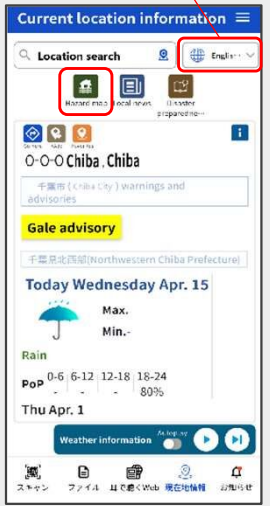 Current location information
Location search
English
Hazard map
Local news
Disaster preparedne…
O-O-O Chiba, Chiba
千葉市 (Chiba City) warnings and
advisories
Gale advisory
千葉県北西部[Northwestern Chiba Prefecture]
Today Wednesday Apr. 15
Max.
Min.-
Rain
PoP 0-6 6-12 12-18 18-24
- - - 80%
Thu Apr. 1
Weather information
Autoplay
スキャン
ファイル
耳で聴くWeb
現在地情報
お知らせ